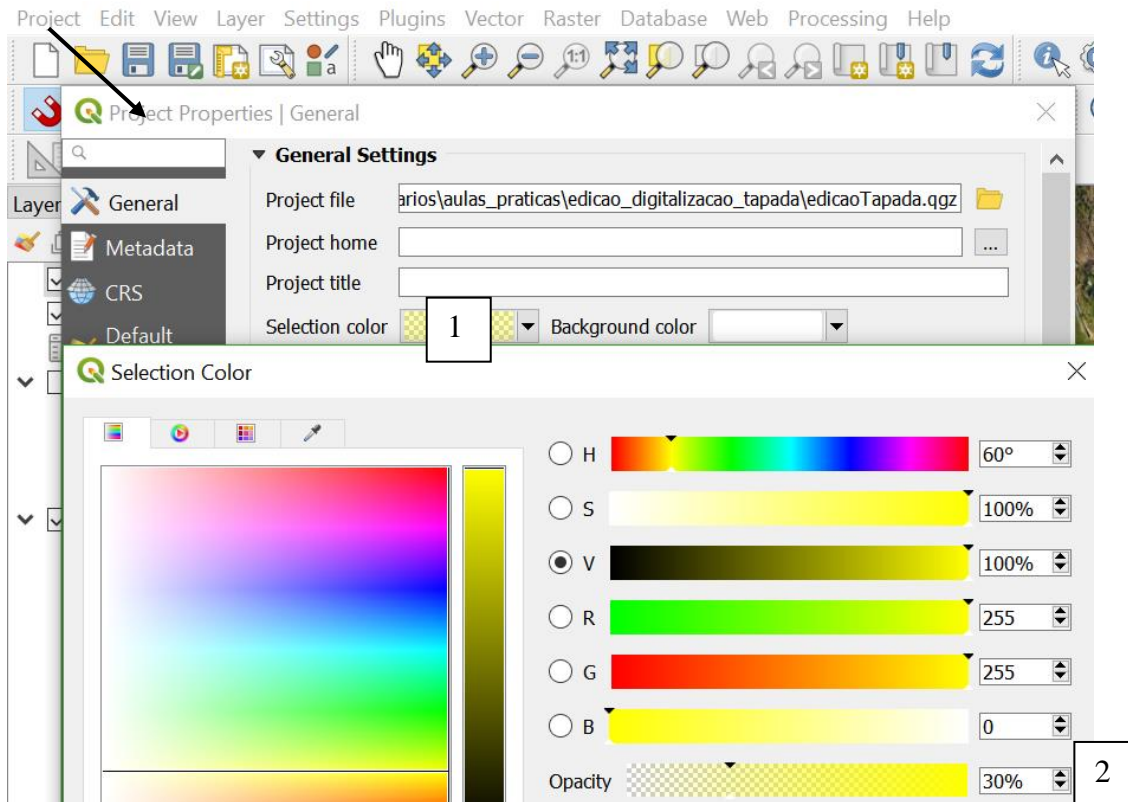 Project Edit View Layer Settings Plugins Vector Raster Database Web Processing Help
a
1:1
Project Properties | General
General Settings
Layer
General
Project file arios\aulas_praticas\edicao_digitalizacao_tapada\edicaoTapada.qgz
Metadata
Project home ...
CRS
Project title
Default
Selection color 1 Background color
Selection Color
H 60°
S 100%
V 100%
R 255
G 255
B 0
Opacity 30% 2